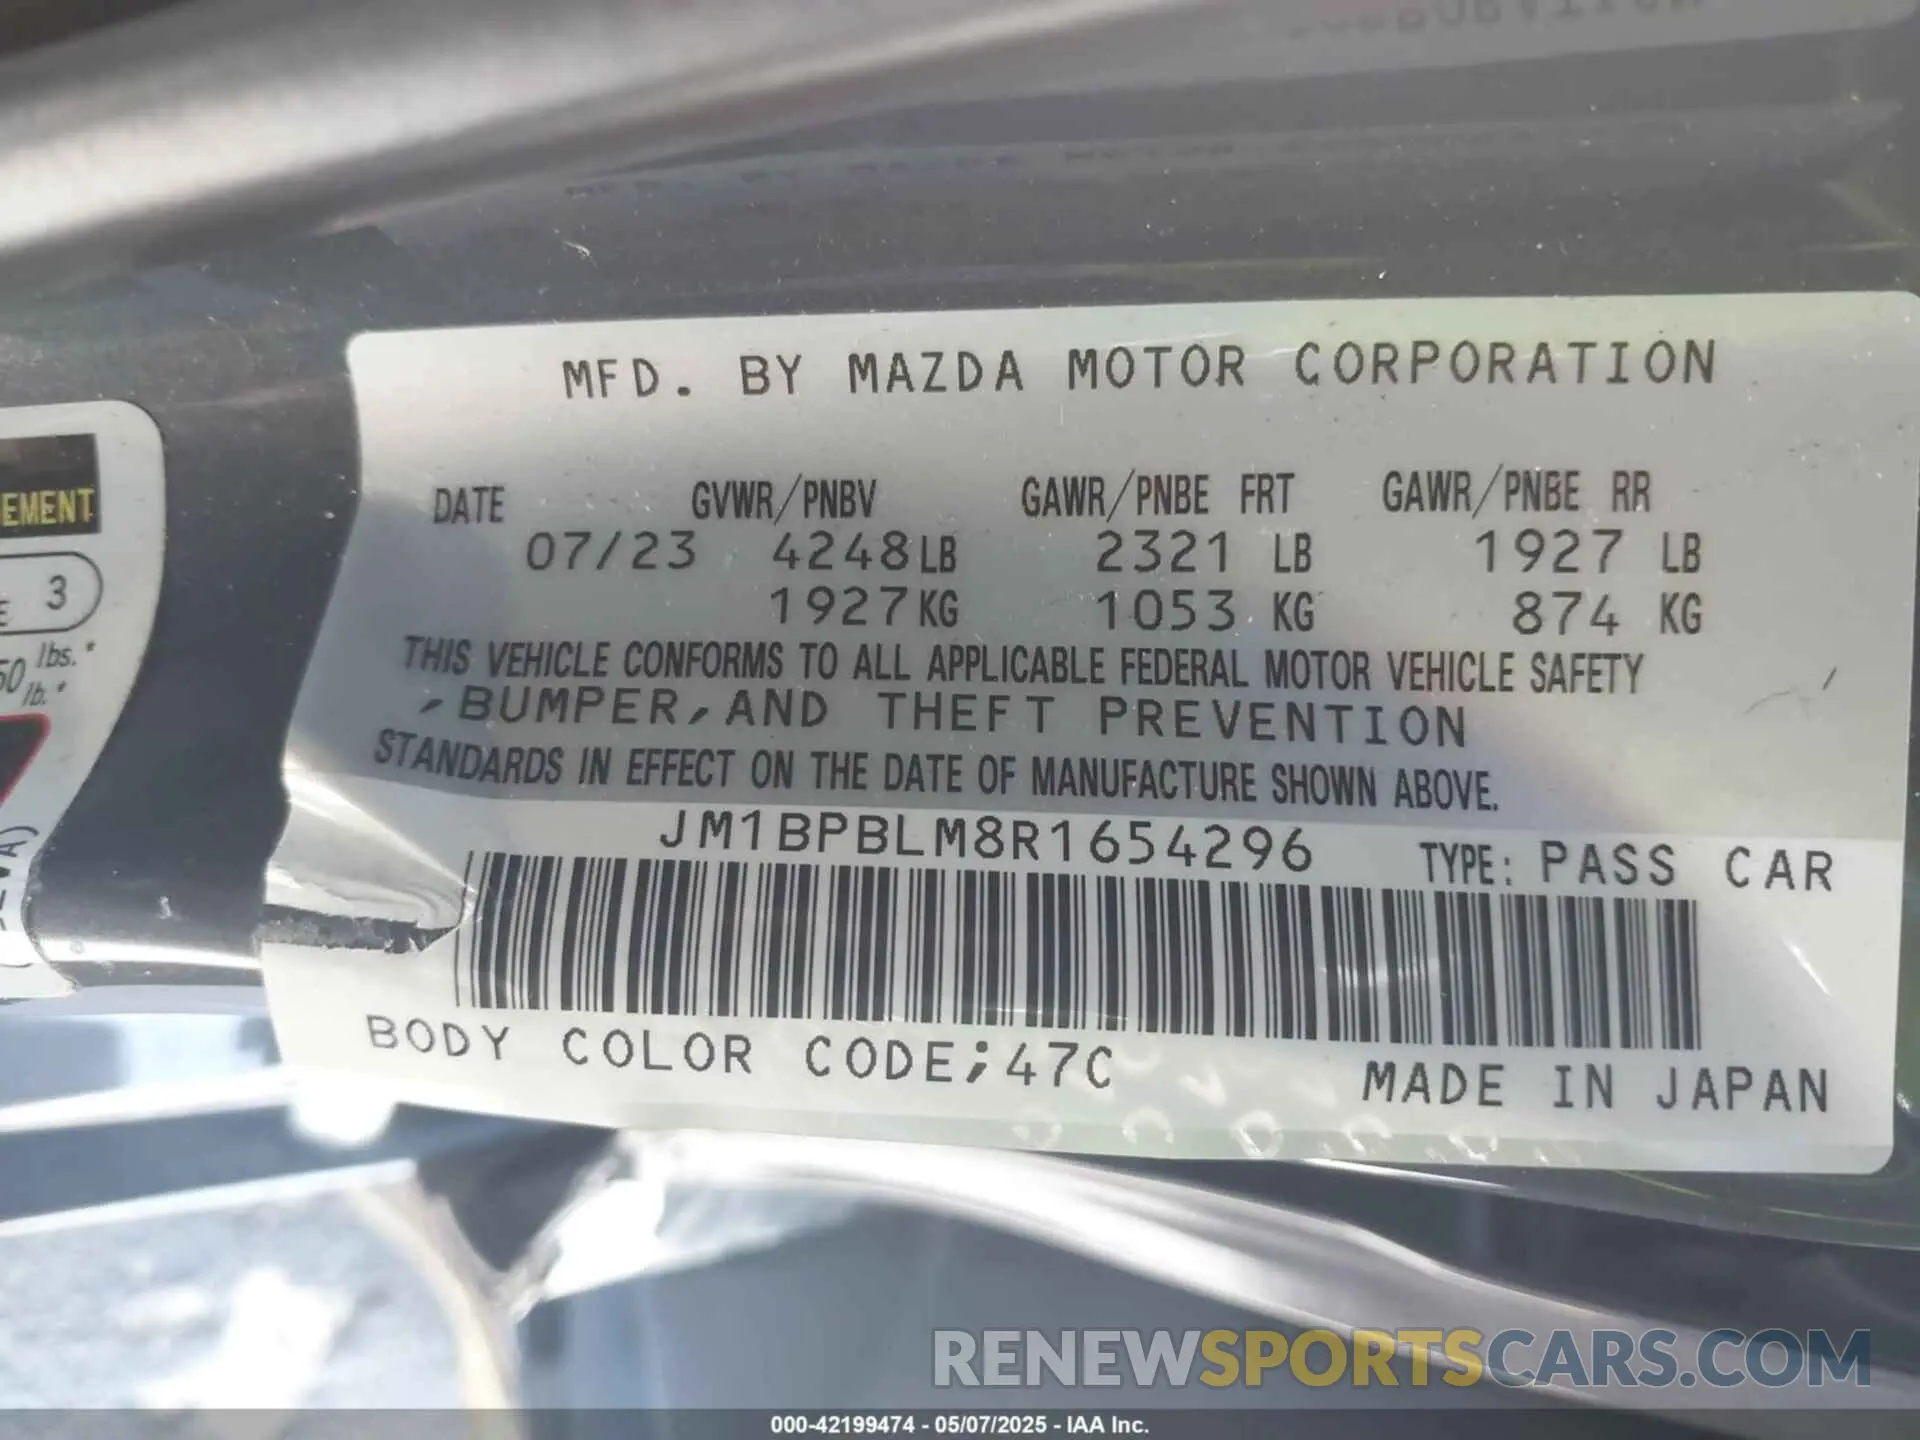 MFD. BY MAZDA MOTOR CORPORATION
DATE GVWR/PNBV GAWR/PNBE FRT GAWR/PNBE RR
07/23 4248LB 2321 LB 1927 LB
1927KG 1053 KG 874 KG
THIS VEHICLE CONFORMS TO ALL APPLICABLE FEDERAL MOTOR VEHICLE SAFETY
,BUMPER,AND THEFT PREVENTION
STANDARDS IN EFFECT ON THE DATE OF MANUFACTURE SHOWN ABOVE.
JM1BPBLM8R1654296 TYPE: PASS CAR
BODY COLOR CODE;47C
MADE IN JAPAN
EMENT
E 3
50 lbs.*
lb.*
RENEWSPORTSCARS.COM
000-42199474 - 05/07/2025 - IAA Inc.